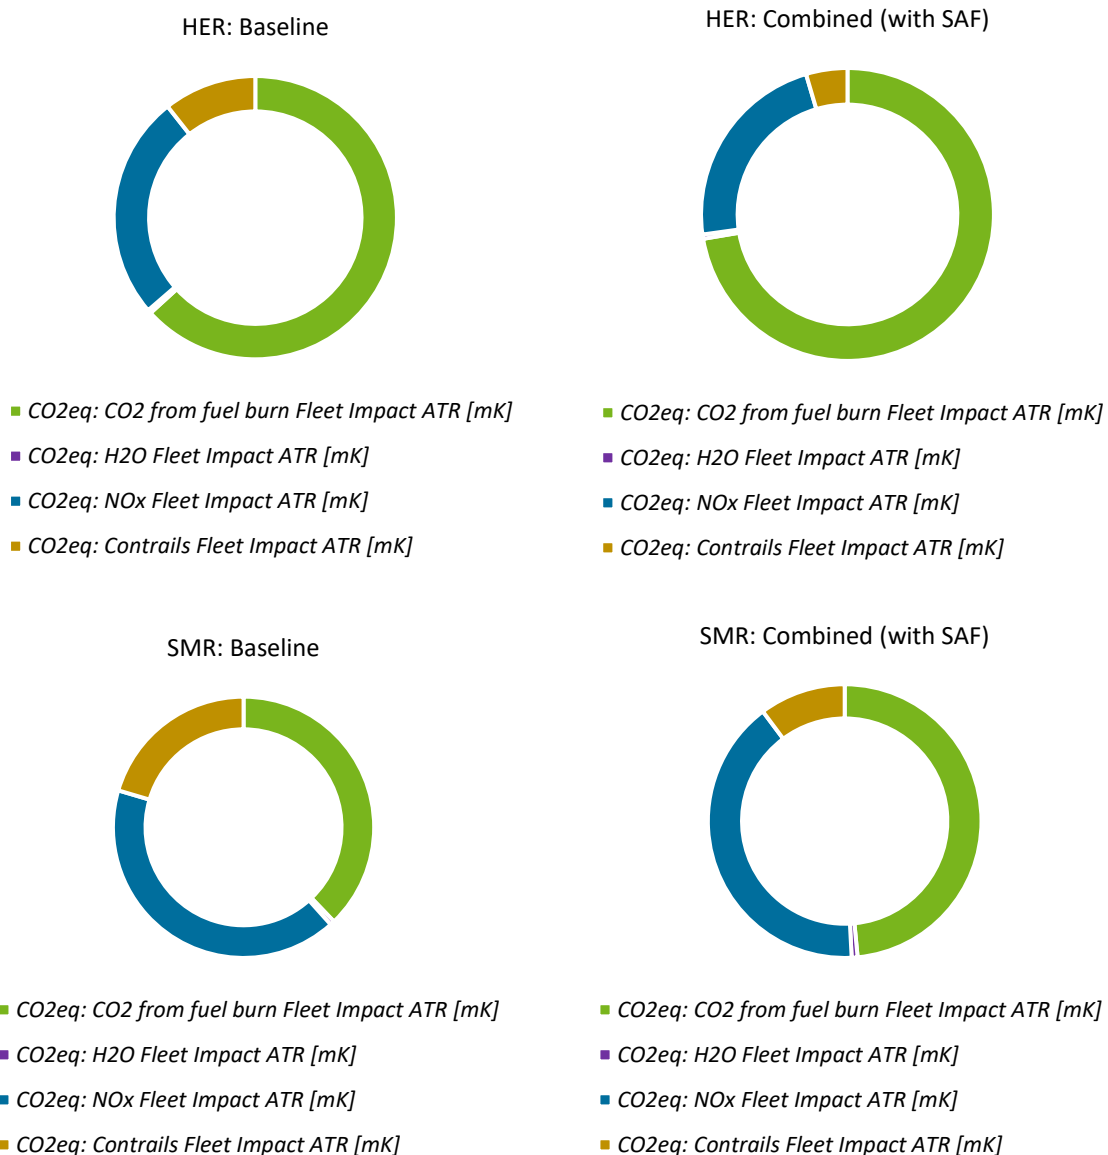 HER: Baseline
CO2eq: CO2 from fuel burn Fleet Impact ATR [mK]
CO2eq: H2O Fleet Impact ATR [mK]
CO2eq: NOx Fleet Impact ATR [mK]
CO2eq: Contrails Fleet Impact ATR [mK]
HER: Combined (with SAF)
CO2eq: CO2 from fuel burn Fleet Impact ATR [mK]
CO2eq: H2O Fleet Impact ATR [mK]
CO2eq: NOx Fleet Impact ATR [mK]
CO2eq: Contrails Fleet Impact ATR [mK]
SMR: Baseline
CO2eq: CO2 from fuel burn Fleet Impact ATR [mK]
CO2eq: H2O Fleet Impact ATR [mK]
CO2eq: NOx Fleet Impact ATR [mK]
CO2eq: Contrails Fleet Impact ATR [mK]
SMR: Combined (with SAF)
CO2eq: CO2 from fuel burn Fleet Impact ATR [mK]
CO2eq: H2O Fleet Impact ATR [mK]
CO2eq: NOx Fleet Impact ATR [mK]
CO2eq: Contrails Fleet Impact ATR [mK]